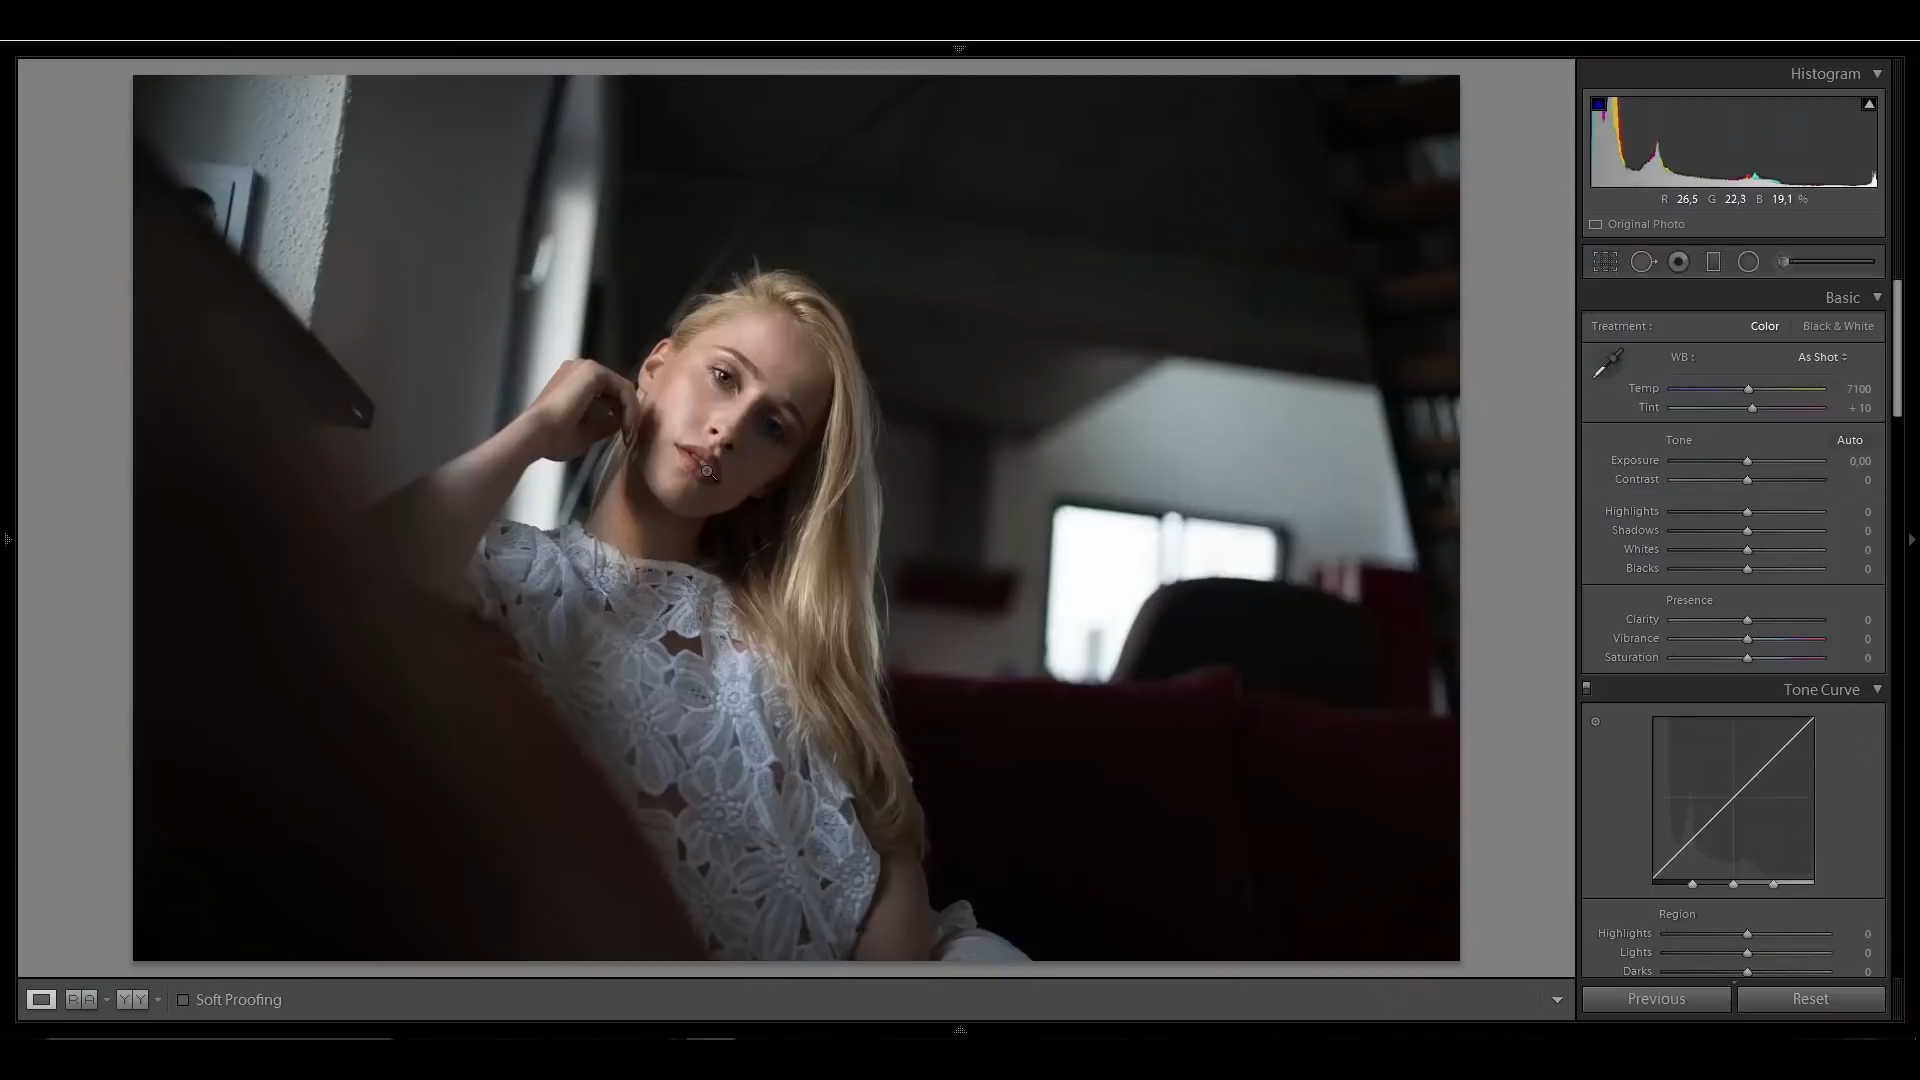 Histogram
R 26,5 G 22,3 B 19,1 %
Original Photo
Basic
Treatment : Color Black & White
WB : As Shot
Temp 7100
Tint + 10
Tone Auto
Exposure 0,00
Contrast 0
Highlights 0
Shadows 0
Whites 0
Blacks 0
Presence
Clarity 0
Vibrance 0
Saturation 0
Tone Curve
Region
Highlights 0
Lights 0
Darks 0
R A Y Y Soft Proofing
Previous Reset